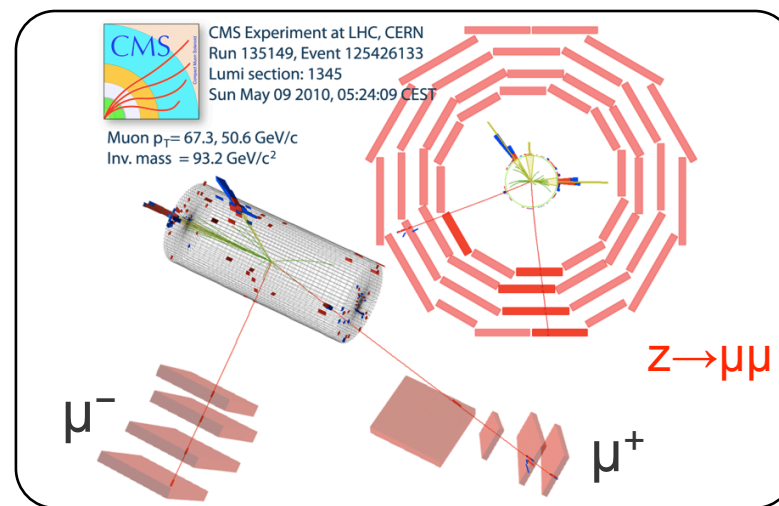 CMS
CMS Experiment at LHC, CERN
Run 135149, Event 125426133
Lumi section: 1345
Sun May 09 2010, 05:24:09 CEST
Muon pT= 67.3, 50.6 GeV/c
Inv. mass = 93.2 GeV/c²
z→μμ
μ⁻
μ⁺